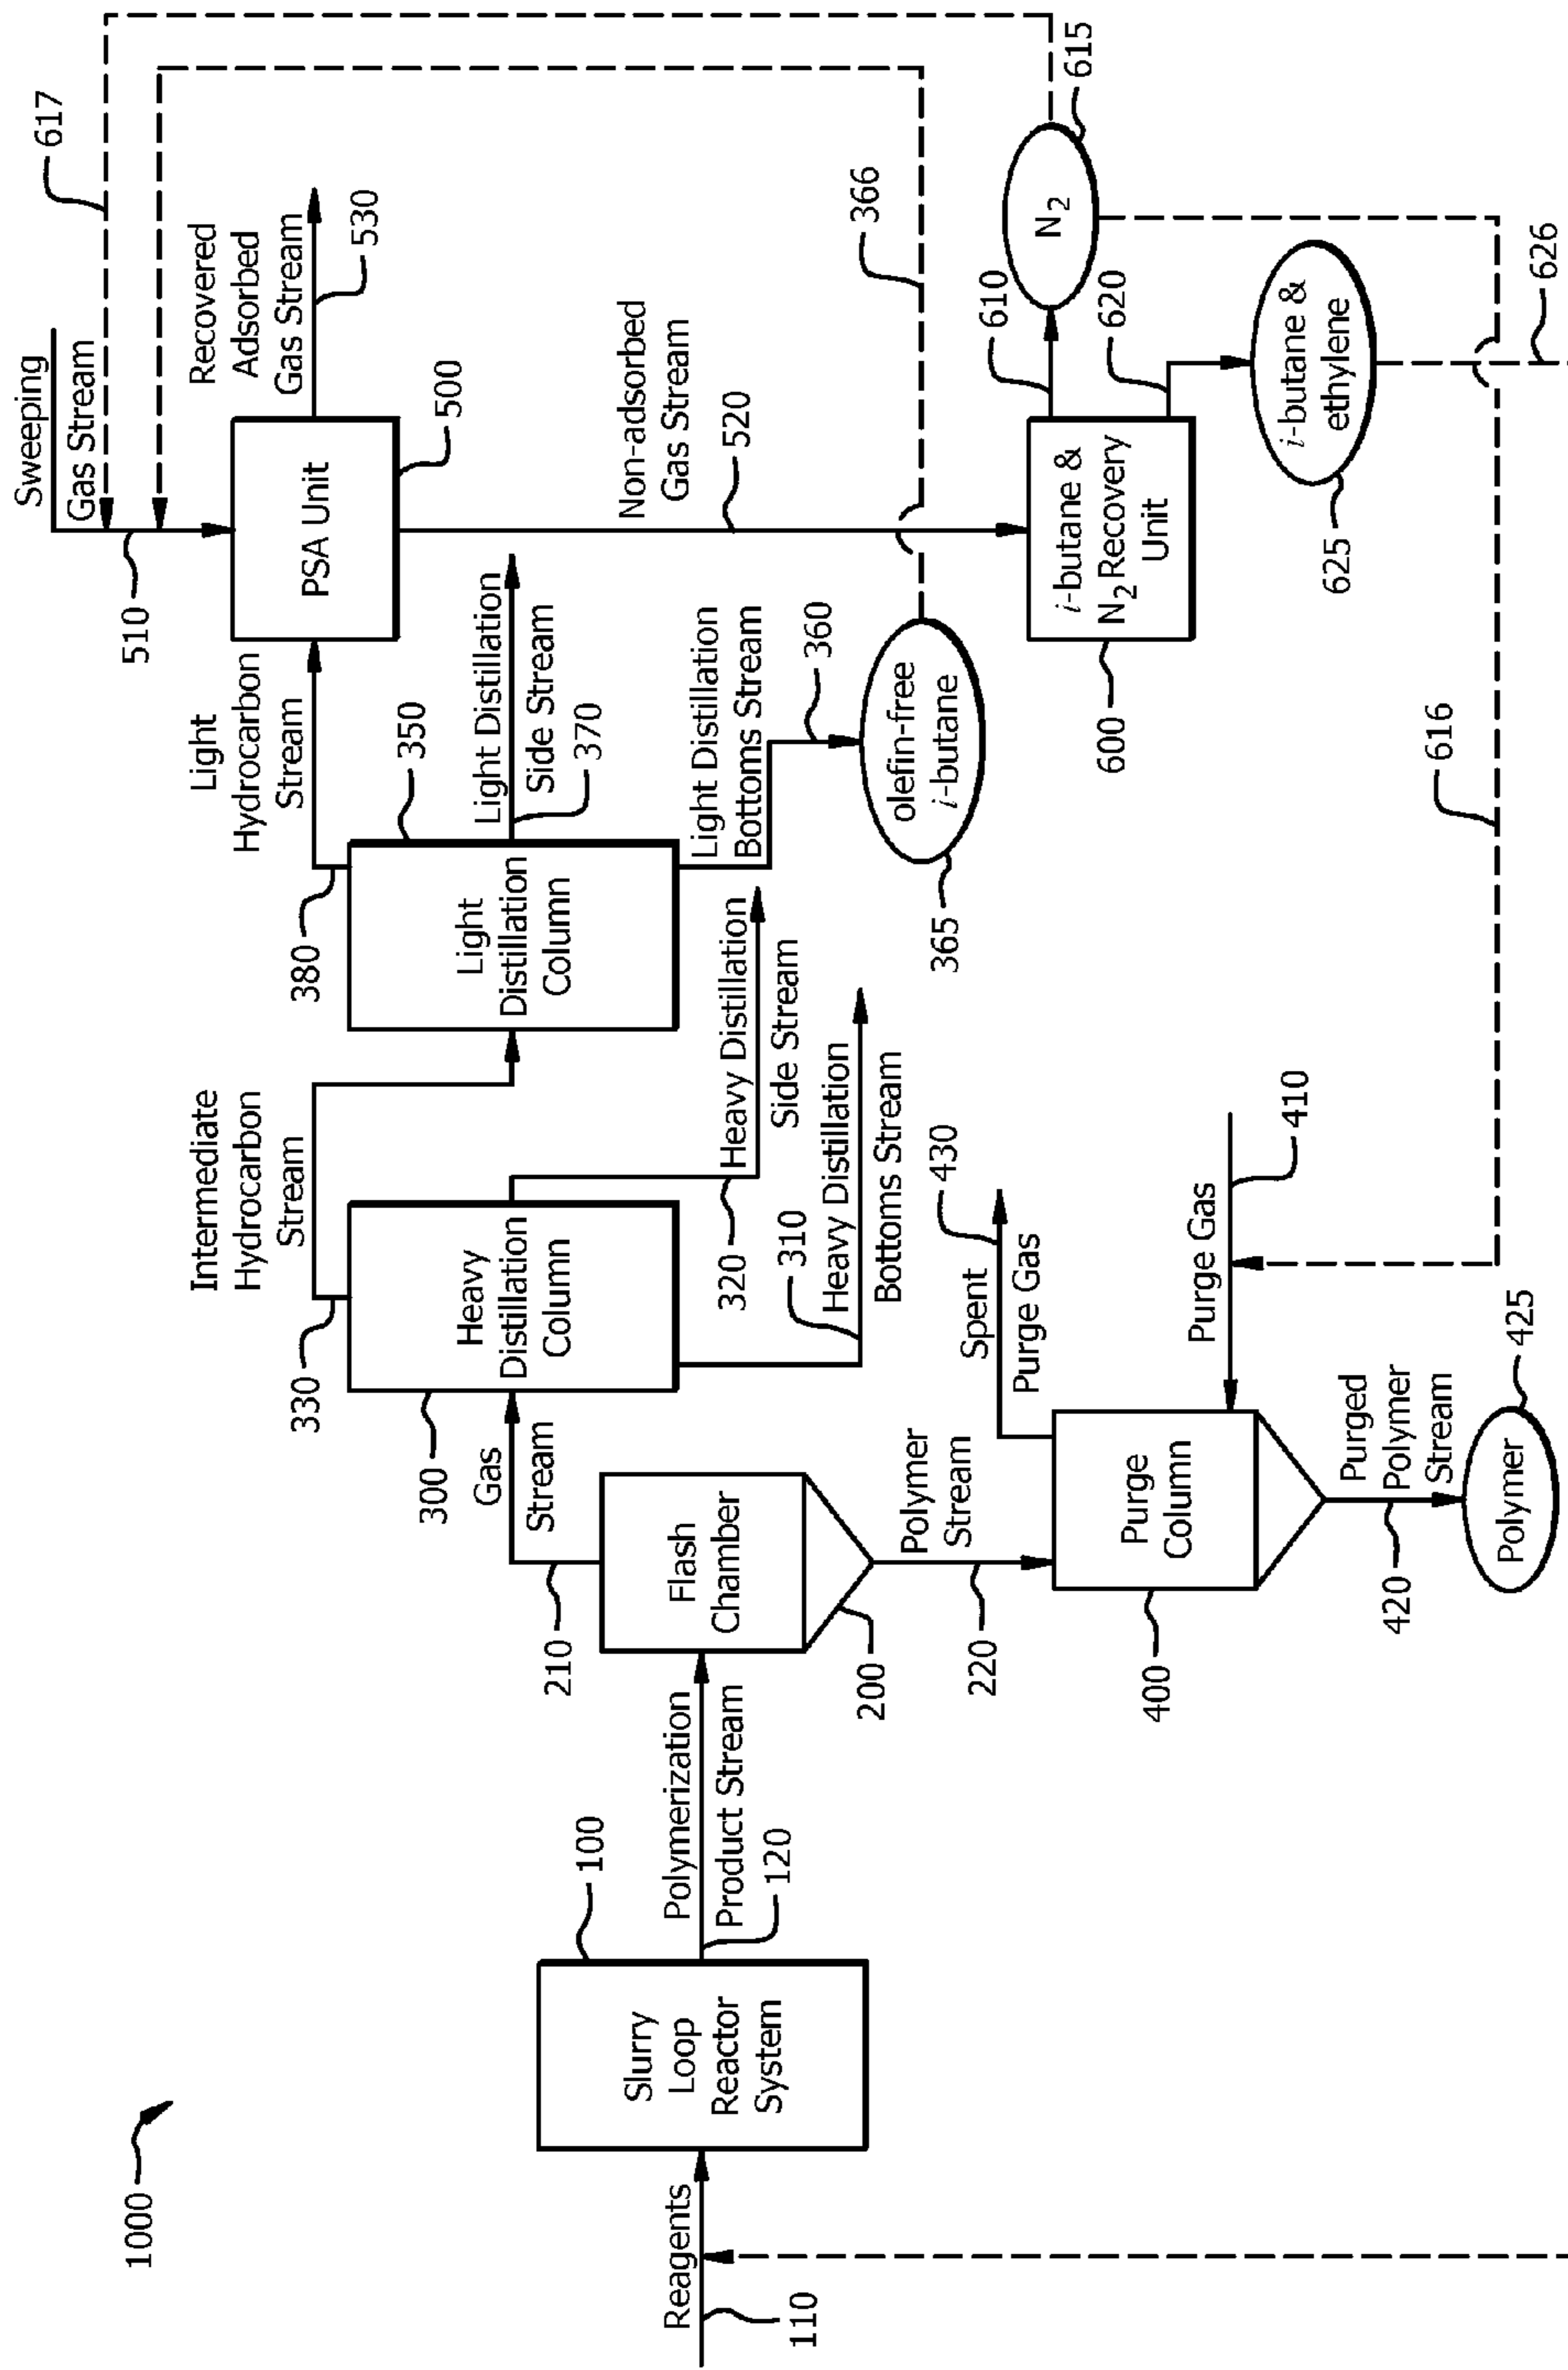 1000
Reagents
110
Slurry
Loop
Reactor
System
100
Polymerization
Product Stream
120
Flash
Chamber
200
210
Gas
Stream
220
Polymer
Stream
Heavy
Distillation
Column
300
330
Intermediate
Hydrocarbon
Stream
320
Heavy Distillation
Side Stream
310
Heavy Distillation
Bottoms Stream
Purge
Column
400
Spent
Purge Gas
430
Purge Gas
410
420
Purged
Polymer
Stream
Polymer
425
Light
Distillation
Column
350
380
Light
Hydrocarbon
Stream
Light Distillation
Side Stream
370
Light Distillation
Bottoms Stream
360
olefin-free
i-butane
365
366
Sweeping
Gas Stream
510
617
PSA Unit
500
Recovered
Adsorbed
Gas Stream
530
Non-adsorbed
Gas Stream
520
i-butane &
N2 Recovery
Unit
600
610
N2
615
620
i-butane &
ethylene
625
616
626